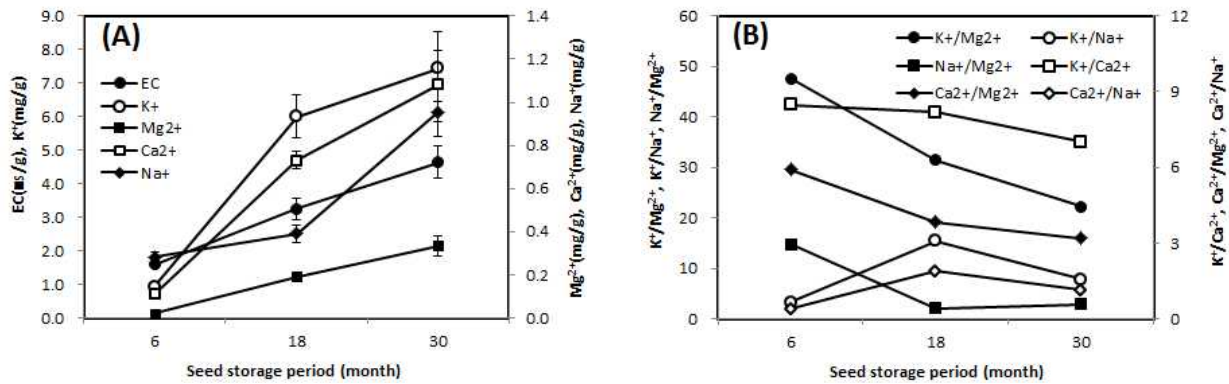 (A)
9.0
8.0
7.0
6.0
5.0
4.0
3.0
2.0
1.0
0.0
EC(㎳/g), K⁺(mg/g)
EC
K+
Mg2+
Ca2+
Na+
1.4
1.2
1.0
0.8
0.6
0.4
0.2
0.0
Mg²⁺(mg/g), Ca²⁺(mg/g), Na⁺(mg/g)
6 18 30
Seed storage period (month)
(B)
60
50
40
30
20
10
0
K⁺/Mg²⁺, K⁺/Na⁺, Na⁺/Mg²⁺
K+/Mg2+ K+/Na+
Na+/Mg2+ K+/Ca2+
Ca2+/Mg2+ Ca2+/Na+
12
9
6
3
0
K⁺/Ca²⁺, Ca²⁺/Mg²⁺, Ca²⁺/Na⁺
6 18 30
Seed storage period (month)